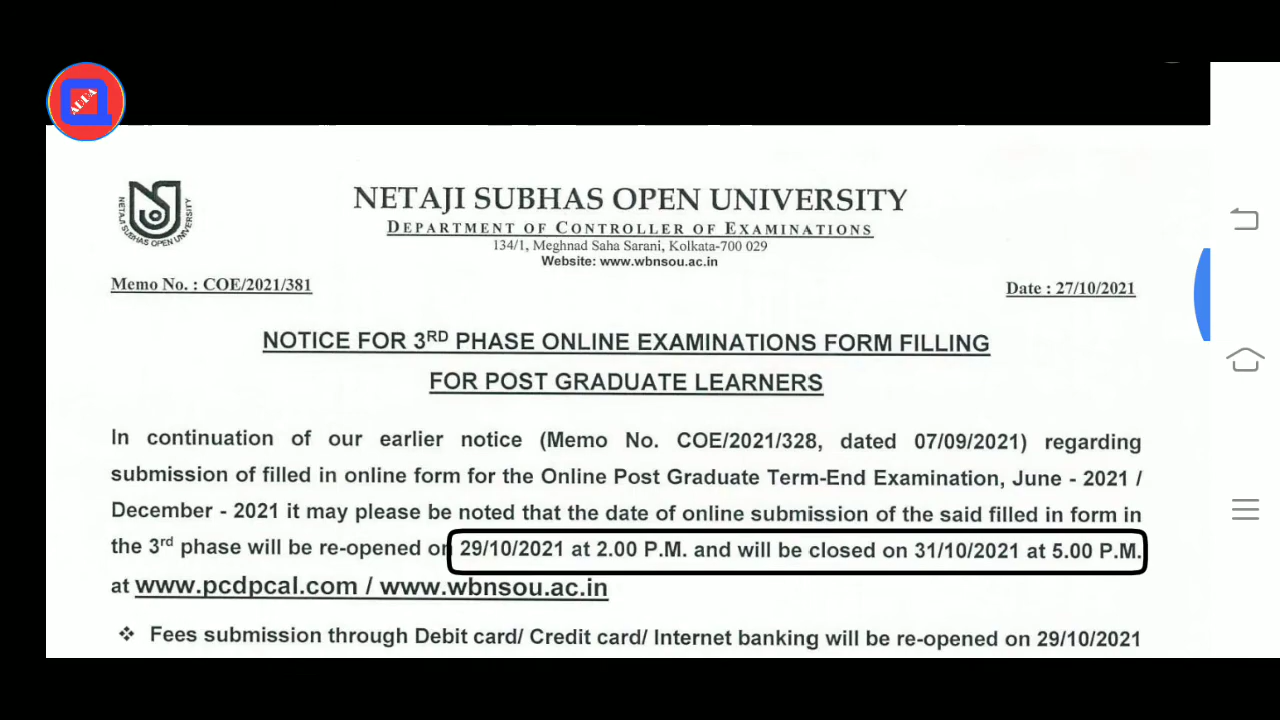 ADDA
NETAJI SUBHAS OPEN UNIVERSITY
NETAJI SUBHAS OPEN UNIVERSITY
DEPARTMENT OF CONTROLLER OF EXAMINATIONS
134/1, Meghnad Saha Sarani, Kolkata-700 029
Website: www.wbnsou.ac.in
Memo No. : COE/2021/381
Date : 27/10/2021
NOTICE FOR 3RD PHASE ONLINE EXAMINATIONS FORM FILLING
FOR POST GRADUATE LEARNERS
In continuation of our earlier notice (Memo No. COE/2021/328, dated 07/09/2021) regarding
submission of filled in online form for the Online Post Graduate Term-End Examination, June - 2021 /
December - 2021 it may please be noted that the date of online submission of the said filled in form in
the 3rd phase will be re-opened on 29/10/2021 at 2.00 P.M. and will be closed on 31/10/2021 at 5.00 P.M.
at www.pcdpcal.com / www.wbnsou.ac.in
❖ Fees submission through Debit card/ Credit card/ Internet banking will be re-opened on 29/10/2021